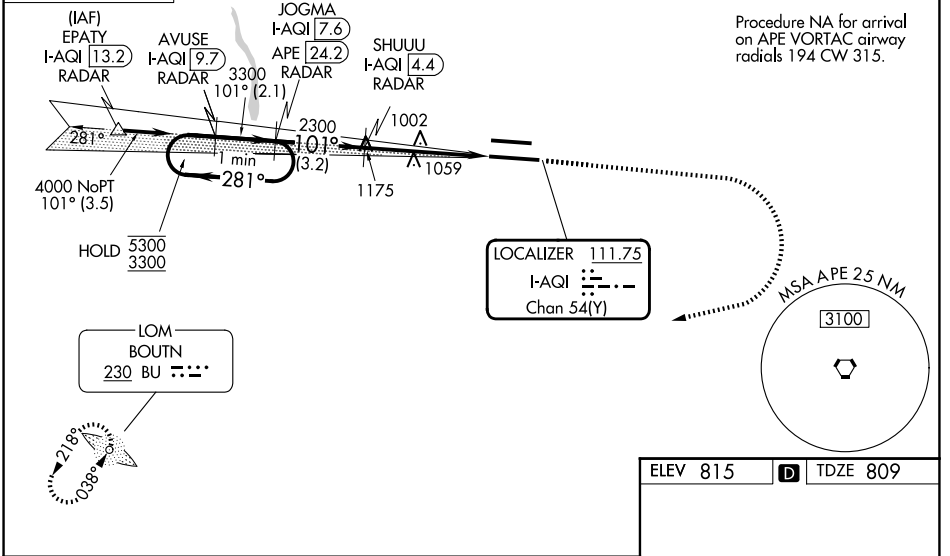 (IAF)
EPATY
I-AQI 13.2
RADAR
AVUSE
I-AQI 9.7
RADAR
3300
101° (2.1)
JOGMA
I-AQI 7.6
APE 24.2
RADAR
SHUUU
I-AQI 4.4
RADAR
Procedure NA for arrival
on APE VORTAC airway
radials 194 CW 315.
281°
2300
101°
(3.2)
1002
1 min
281°
1059
1175
4000 NoPT
101° (3.5)
HOLD 5300
3300
LOCALIZER 111.75
I-AQI
Chan 54(Y)
MSA APE 25 NM
3100
LOM
BOUTN
230 BU
218°
038°
ELEV 815 D TDZE 809